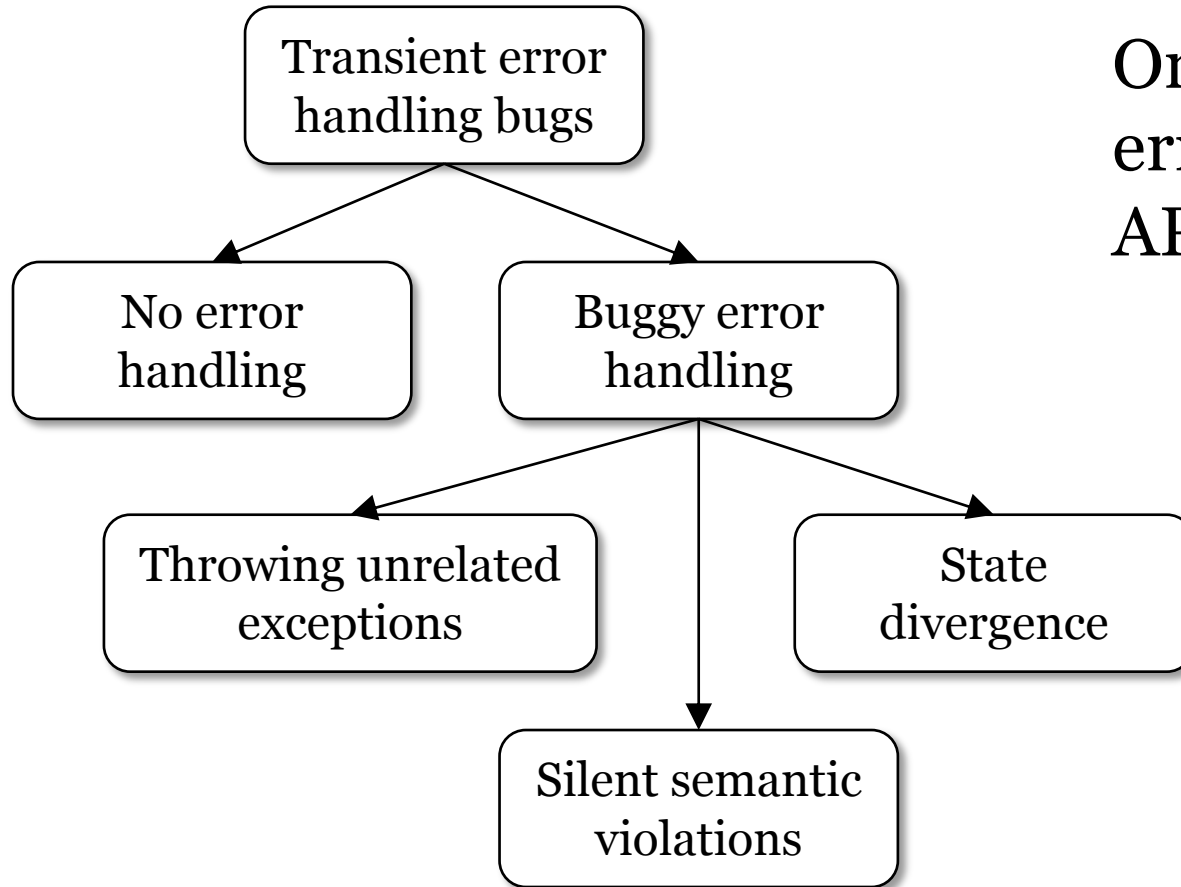 Transient error
handling bugs
No error
handling
Buggy error
handling
Throwing unrelated
exceptions
State
divergence
Silent semantic
violations